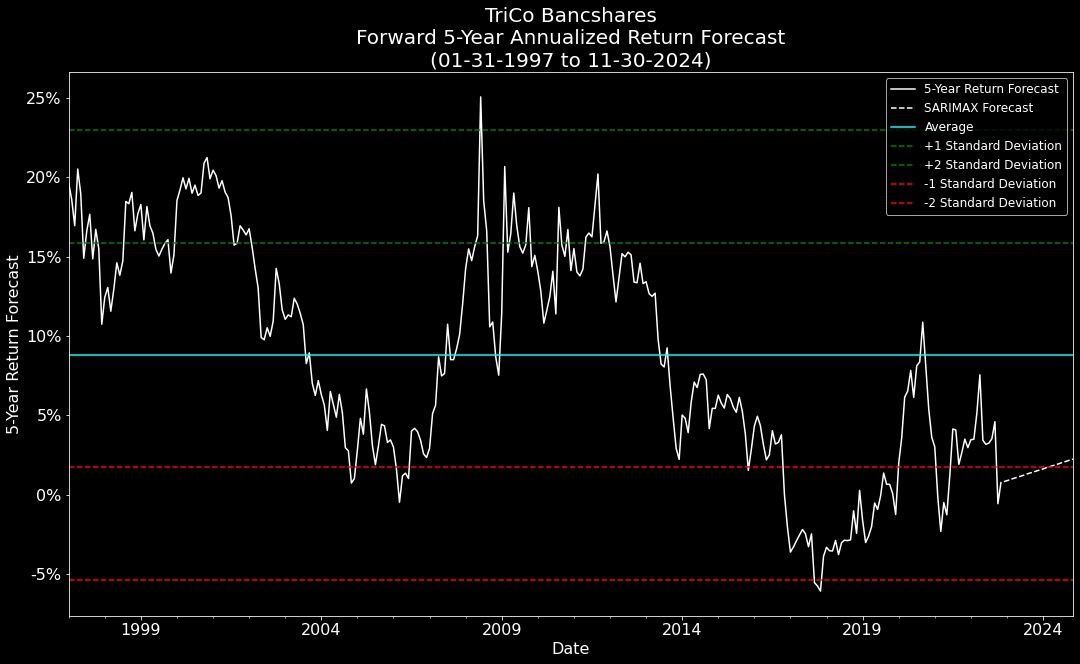 TriCo Bancshares
Forward 5-Year Annualized Return Forecast
(01-31-1997 to 11-30-2024)
5-Year Return Forecast
SARIMAX Forecast
Average
+1 Standard Deviation
+2 Standard Deviation
-1 Standard Deviation
-2 Standard Deviation
5-Year Return Forecast
25%
20%
15%
10%
5%
0%
-5%
1999
2004
2009
2014
2019
2024
Date